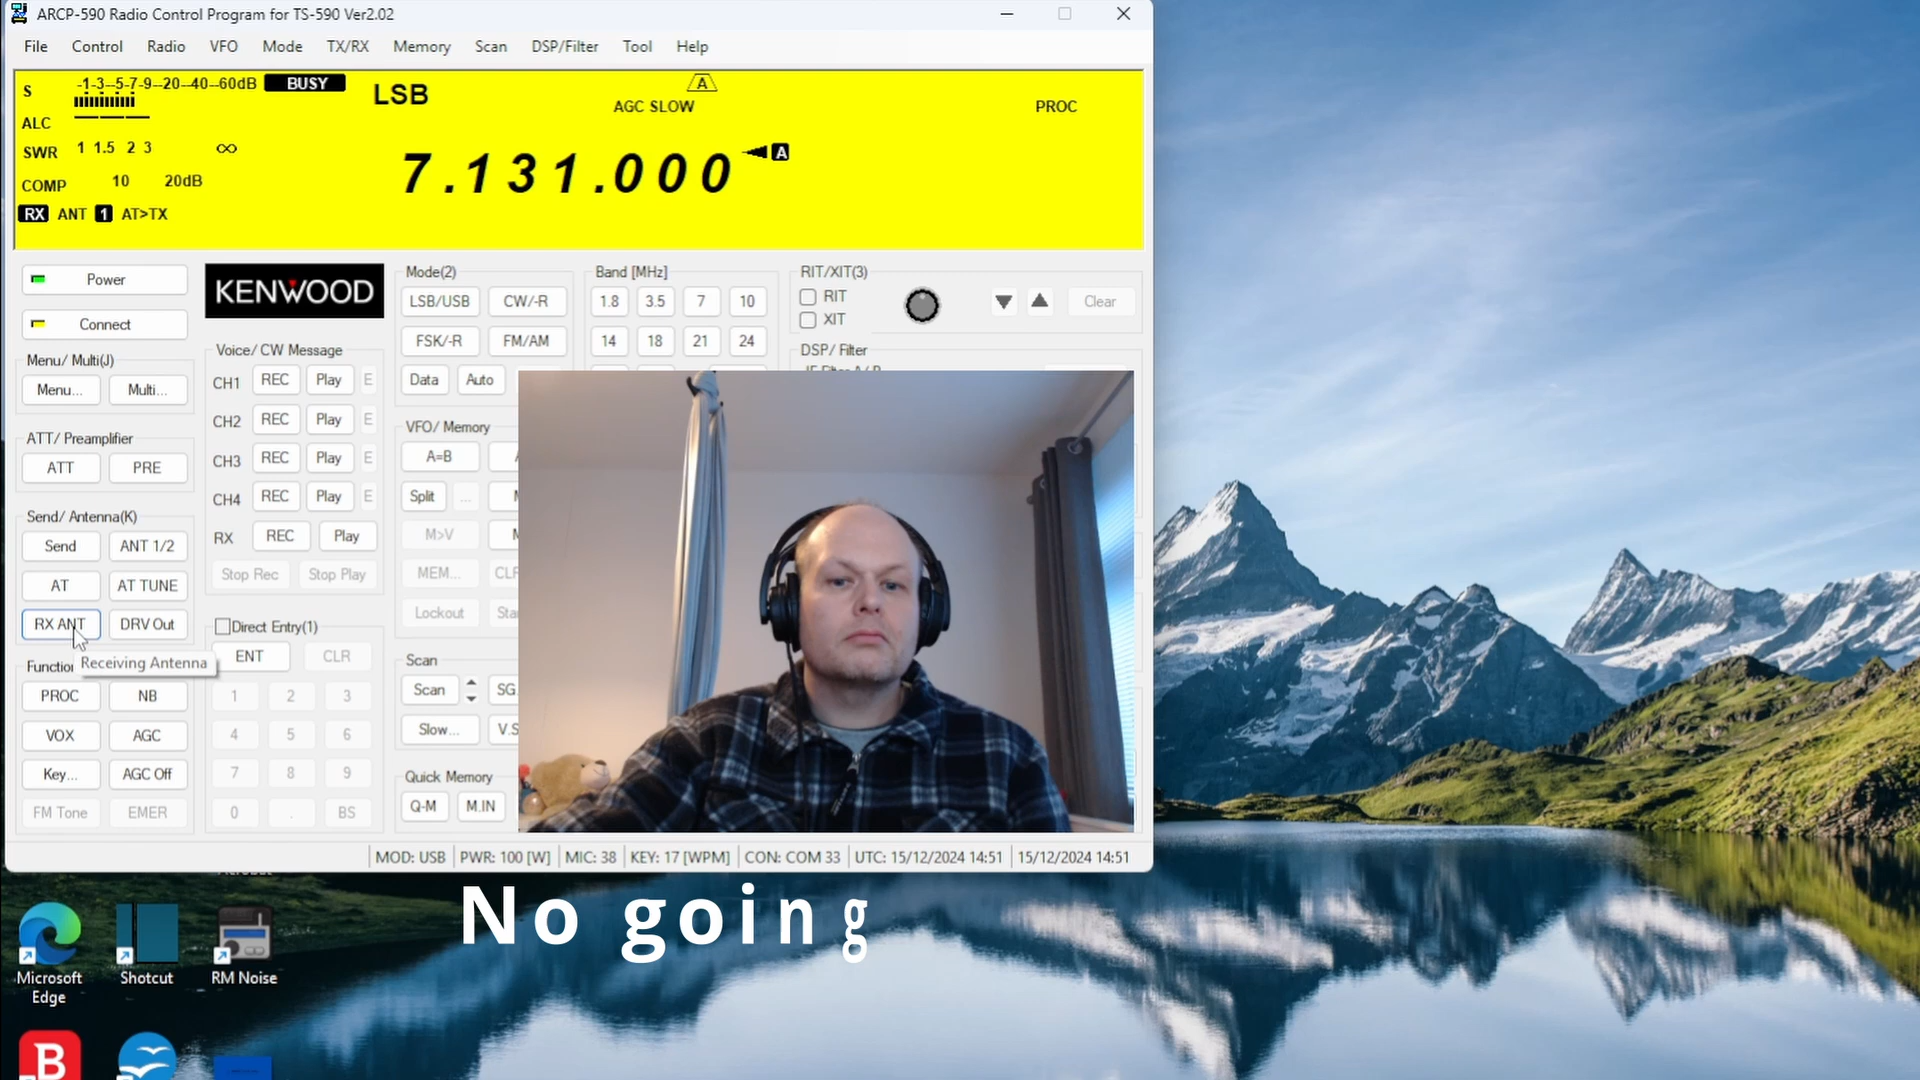 ARCP-590 Radio Control Program for TS-590 Ver2.02
File Control Radio VFO Mode TX/RX Memory Scan DSP/Filter Tool Help
S -1-3--5-7-9--20--40--60dB BUSY LSB A
AGC SLOW PROC
ALC
SWR 1 1.5 2 3 ∞
7.131.000 A
COMP 10 20dB
RX ANT 1 AT>TX
Power
Connect
Menu/ Multi(J)
Menu... Multi...
ATT/ Preamplifier
ATT PRE
Send/ Antenna(K)
Send ANT 1/2
AT AT TUNE
RX ANT DRV Out
Receiving Antenna
PROC NB
VOX AGC
Key... AGC Off
FM Tone EMER
KENWOOD
Voice/ CW Message
CH1 REC Play E
CH2 REC Play E
CH3 REC Play E
CH4 REC Play E
RX REC Play
Stop Rec Stop Play
Direct Entry(1)
ENT CLR
1 2 3
4 5 6
7 8 9
0 . BS
Mode(2)
LSB/USB CW/-R
FSK/-R FM/AM
Data Auto
VFO/ Memory
A=B
Split ...
M>V
MEM...
Lockout
Scan
Scan
Slow...
Quick Memory
Q-M M.IN
Band [MHz]
1.8 3.5 7 10
14 18 21 24
RIT/XIT(3)
RIT
XIT
Clear
DSP/ Filter
MOD: USB PWR: 100 [W] MIC: 38 KEY: 17 [WPM] CON: COM 33 UTC: 15/12/2024 14:51 15/12/2024 14:51
No going
Microsoft
Edge
Shotcut
RM Noise
B